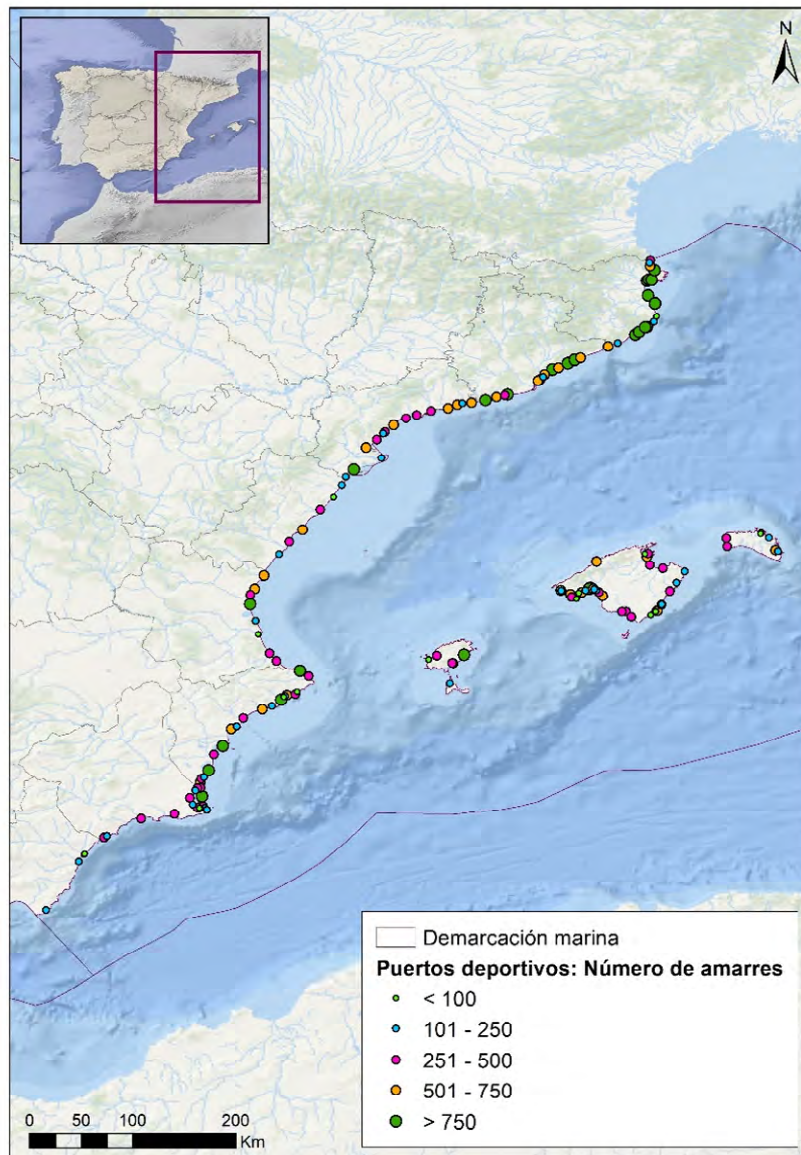 N
Demarcación marina
Puertos deportivos: Número de amarres
< 100
101 - 250
251 - 500
501 - 750
> 750
0 50 100 200
Km